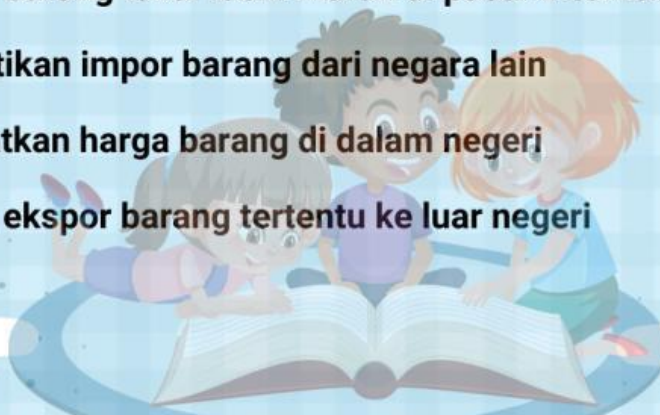 tikan impor barang dari negara lain
tkan harga barang di dalam negeri
ekspor barang tertentu ke luar negeri